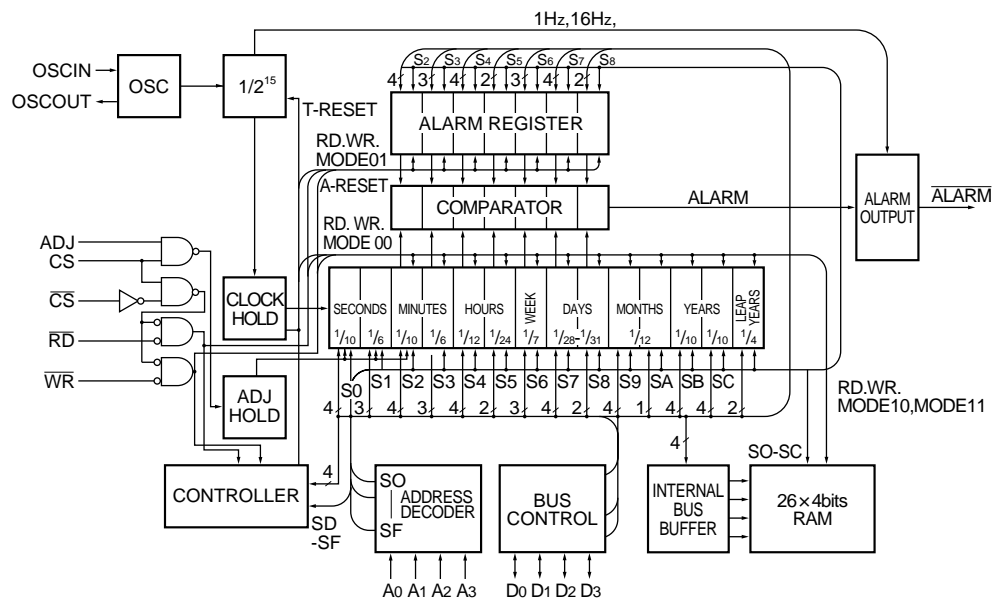 1Hz,16Hz,
OSCIN
OSCOUT
OSC
1/2¹⁵
T-RESET
S2 S3 S4 S5 S6 S7 S8
4 3 4 2 3 4 2
ALARM REGISTER
RD.WR.
MODE01
A-RESET
COMPARATOR
ALARM
ALARM
OUTPUT
A̅L̅A̅R̅M̅
RD. WR.
MODE 00
ADJ
CS
C̅S̅
R̅D̅
W̅R̅
CLOCK
HOLD
ADJ
HOLD
SECONDS MINUTES HOURS WEEK DAYS MONTHS YEARS LEAP YEARS
1/10 1/6 1/10 1/6 1/12 1/24 1/7 1/28-1/31 1/12 1/10 1/10 1/4
S0 S1 S2 S3 S4 S5 S6 S7 S8 S9 SA SB SC
4 3 4 3 4 2 3 4 2 4 1 4 4 2
RD.WR.
MODE10,MODE11
4
4
SO-SC
CONTROLLER
SD
-SF
SO
SF
ADDRESS
DECODER
BUS
CONTROL
INTERNAL
BUS
BUFFER
26×4bits
RAM
A0 A1 A2 A3
D0 D1 D2 D3